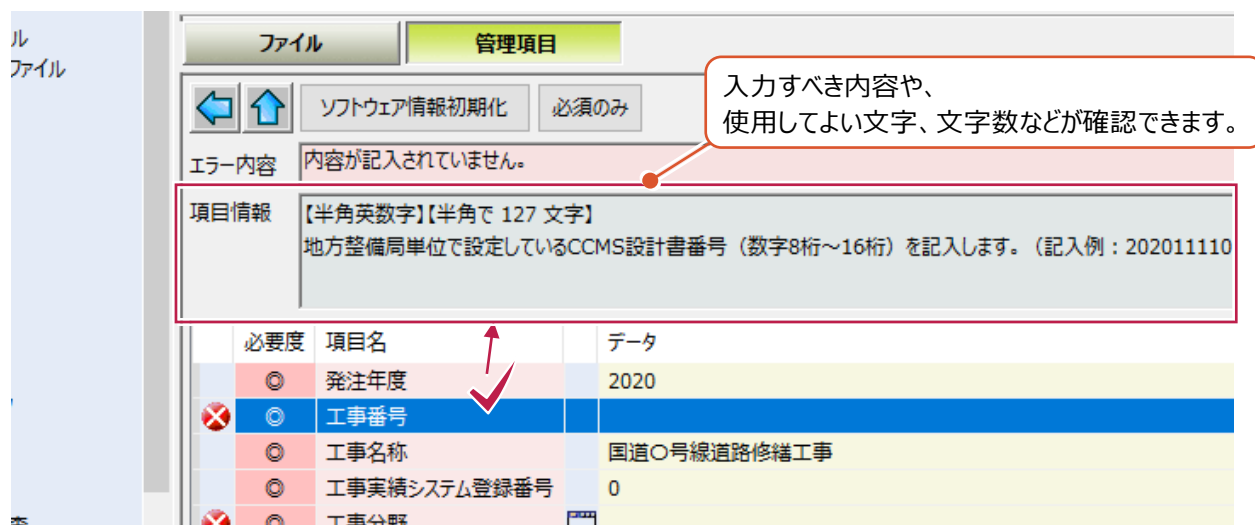 ル
ファイル
ファイル
管理項目
ソフトウェア情報初期化
必須のみ
入力すべき内容や、
使用してよい文字、文字数などが確認できます。
エラー内容
内容が記入されていません。
項目情報
【半角英数字】【半角で 127 文字】
地方整備局単位で設定しているCCMS設計書番号（数字8桁～16桁）を記入します。（記入例：202011110
必要度 項目名 データ
◎ 発注年度 2020
◎ 工事番号
◎ 工事名称 国道〇号線道路修繕工事
◎ 工事実績システム登録番号 0
◎ 工事分野